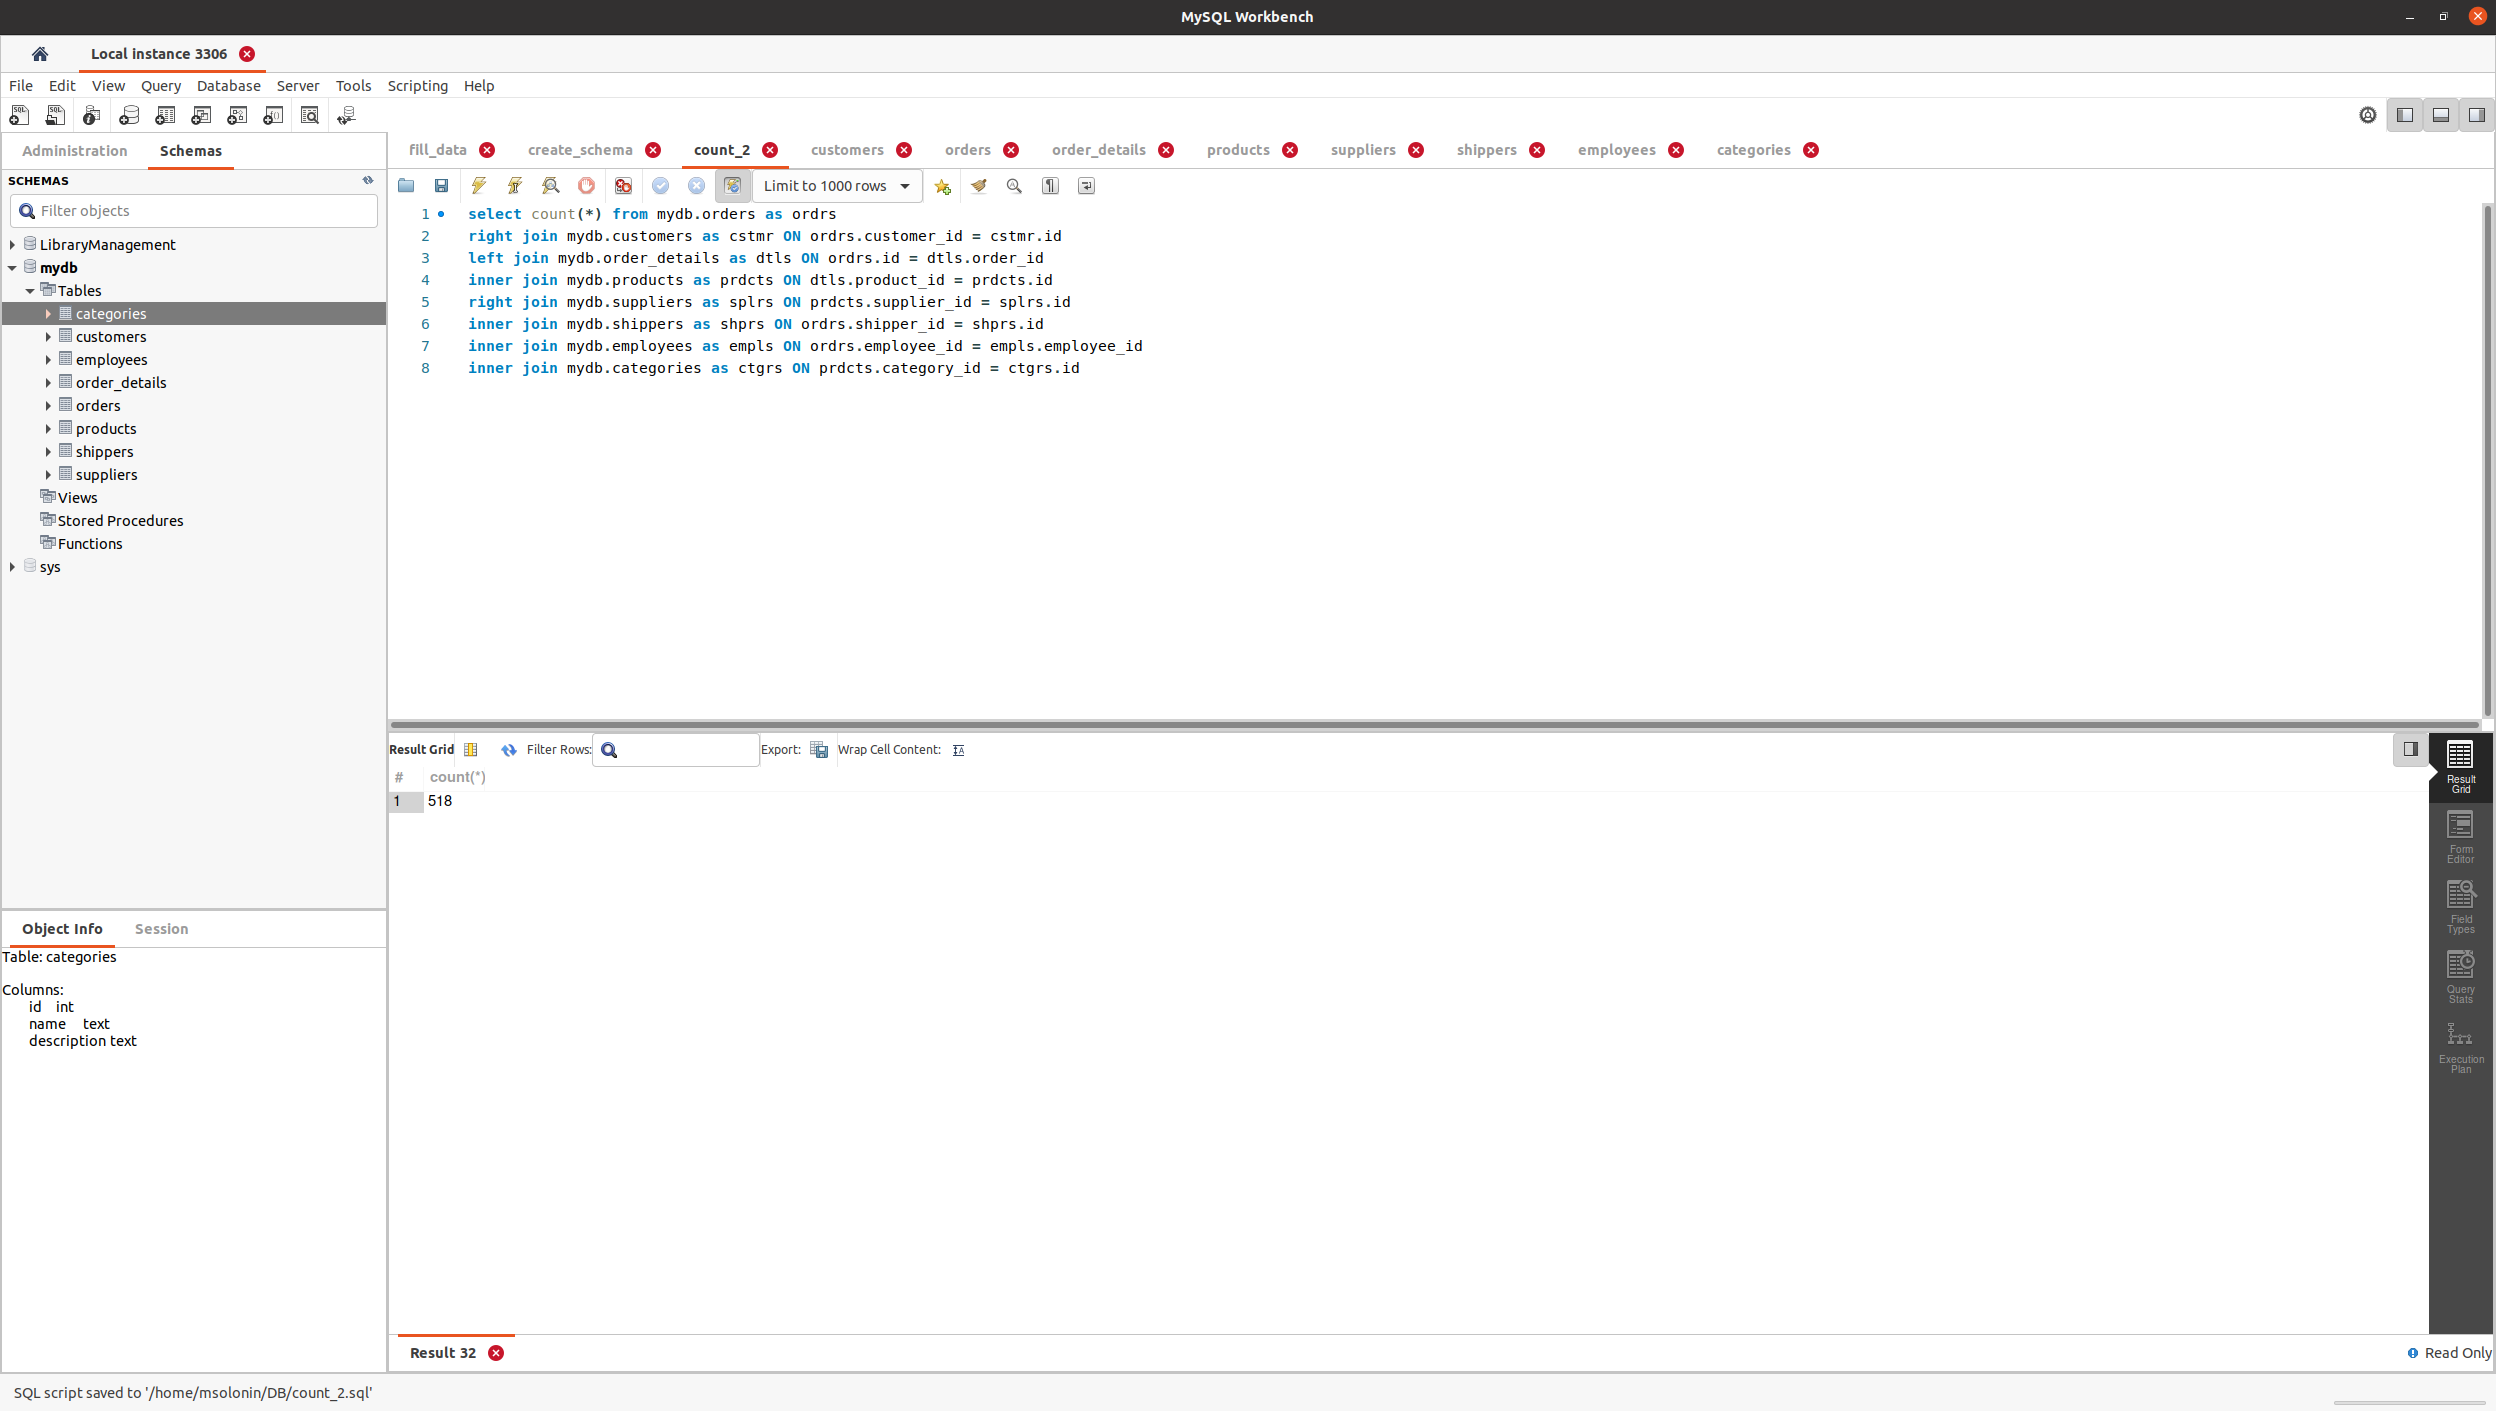 MySQL Workbench
Local instance 3306
File Edit View Query Database Server Tools Scripting Help
Administration Schemas
SCHEMAS
Filter objects
LibraryManagement
mydb
Tables
categories
customers
employees
order_details
orders
products
shippers
suppliers
Views
Stored Procedures
Functions
sys
Object Info Session
Table: categories
Columns:
id int
name text
description text
fill_data create_schema count_2 customers orders order_details products suppliers shippers employees categories
Limit to 1000 rows
1 select count(*) from mydb.orders as ordrs
2 right join mydb.customers as cstmr ON ordrs.customer_id = cstmr.id
3 left join mydb.order_details as dtls ON ordrs.id = dtls.order_id
4 inner join mydb.products as prdcts ON dtls.product_id = prdcts.id
5 right join mydb.suppliers as splrs ON prdcts.supplier_id = splrs.id
6 inner join mydb.shippers as shprs ON ordrs.shipper_id = shprs.id
7 inner join mydb.employees as empls ON ordrs.employee_id = empls.employee_id
8 inner join mydb.categories as ctgrs ON prdcts.category_id = ctgrs.id
Result Grid Filter Rows: Export: Wrap Cell Content:
# count(*)
1 518
Result
Grid
Form
Editor
Field
Types
Query
Stats
Execution
Plan
Result 32
Read Only
SQL script saved to '/home/msolonin/DB/count_2.sql'